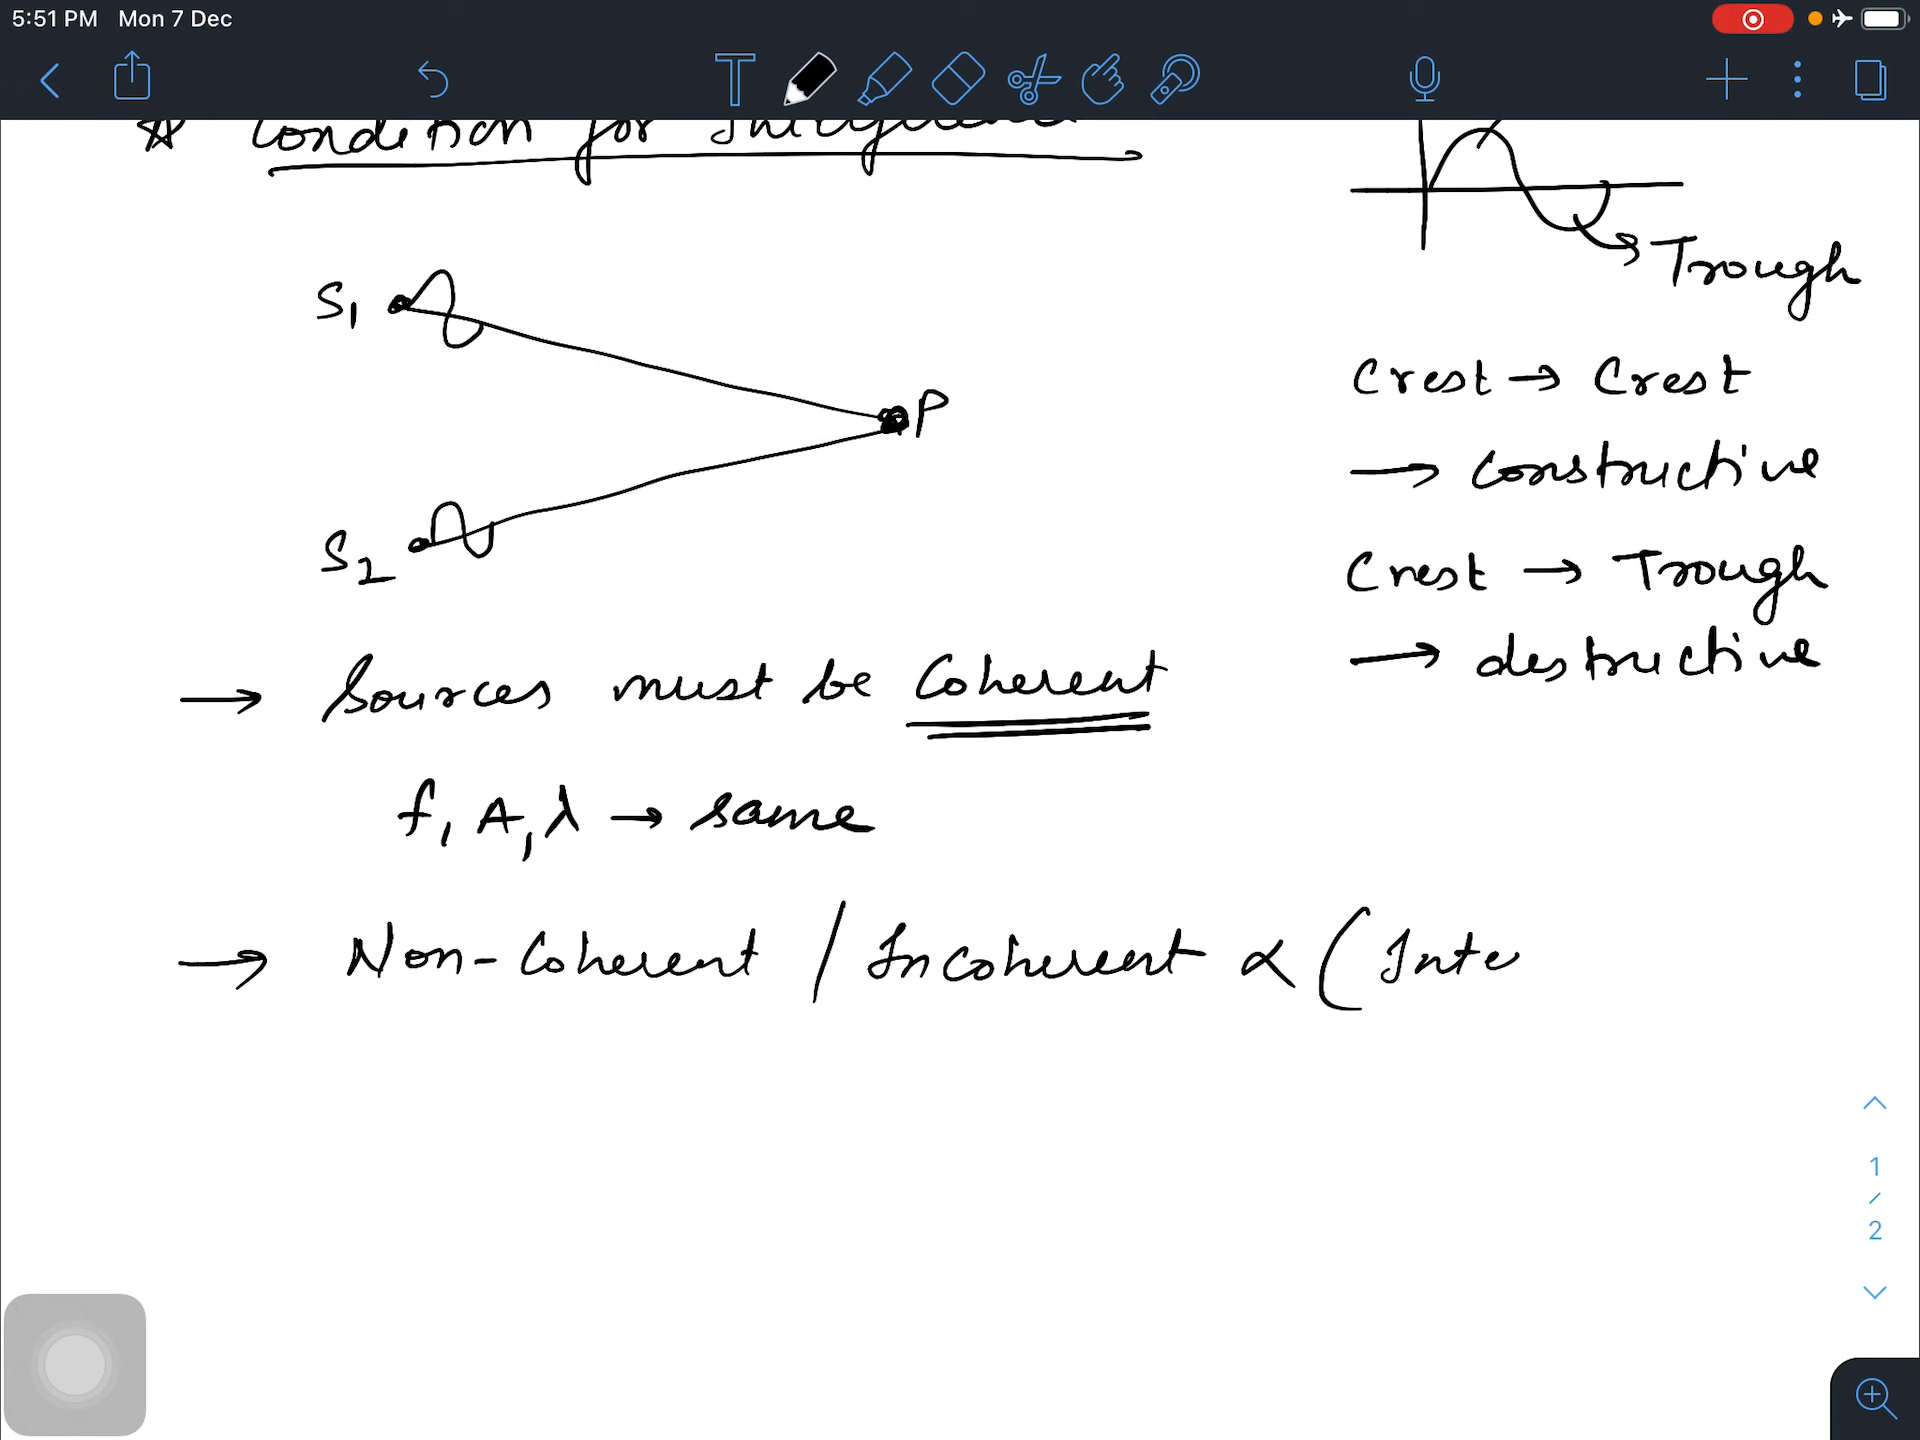 5:51 PM Mon 7 Dec
☆ Condition for
S1
P
S2
Trough
Crest → Crest
→ Constructive
Crest → Trough
→ destructive
→ Sources must be Coherent
f, A, λ → same
→ Non-Coherent / Incoherent α ( Inte
1
/
2